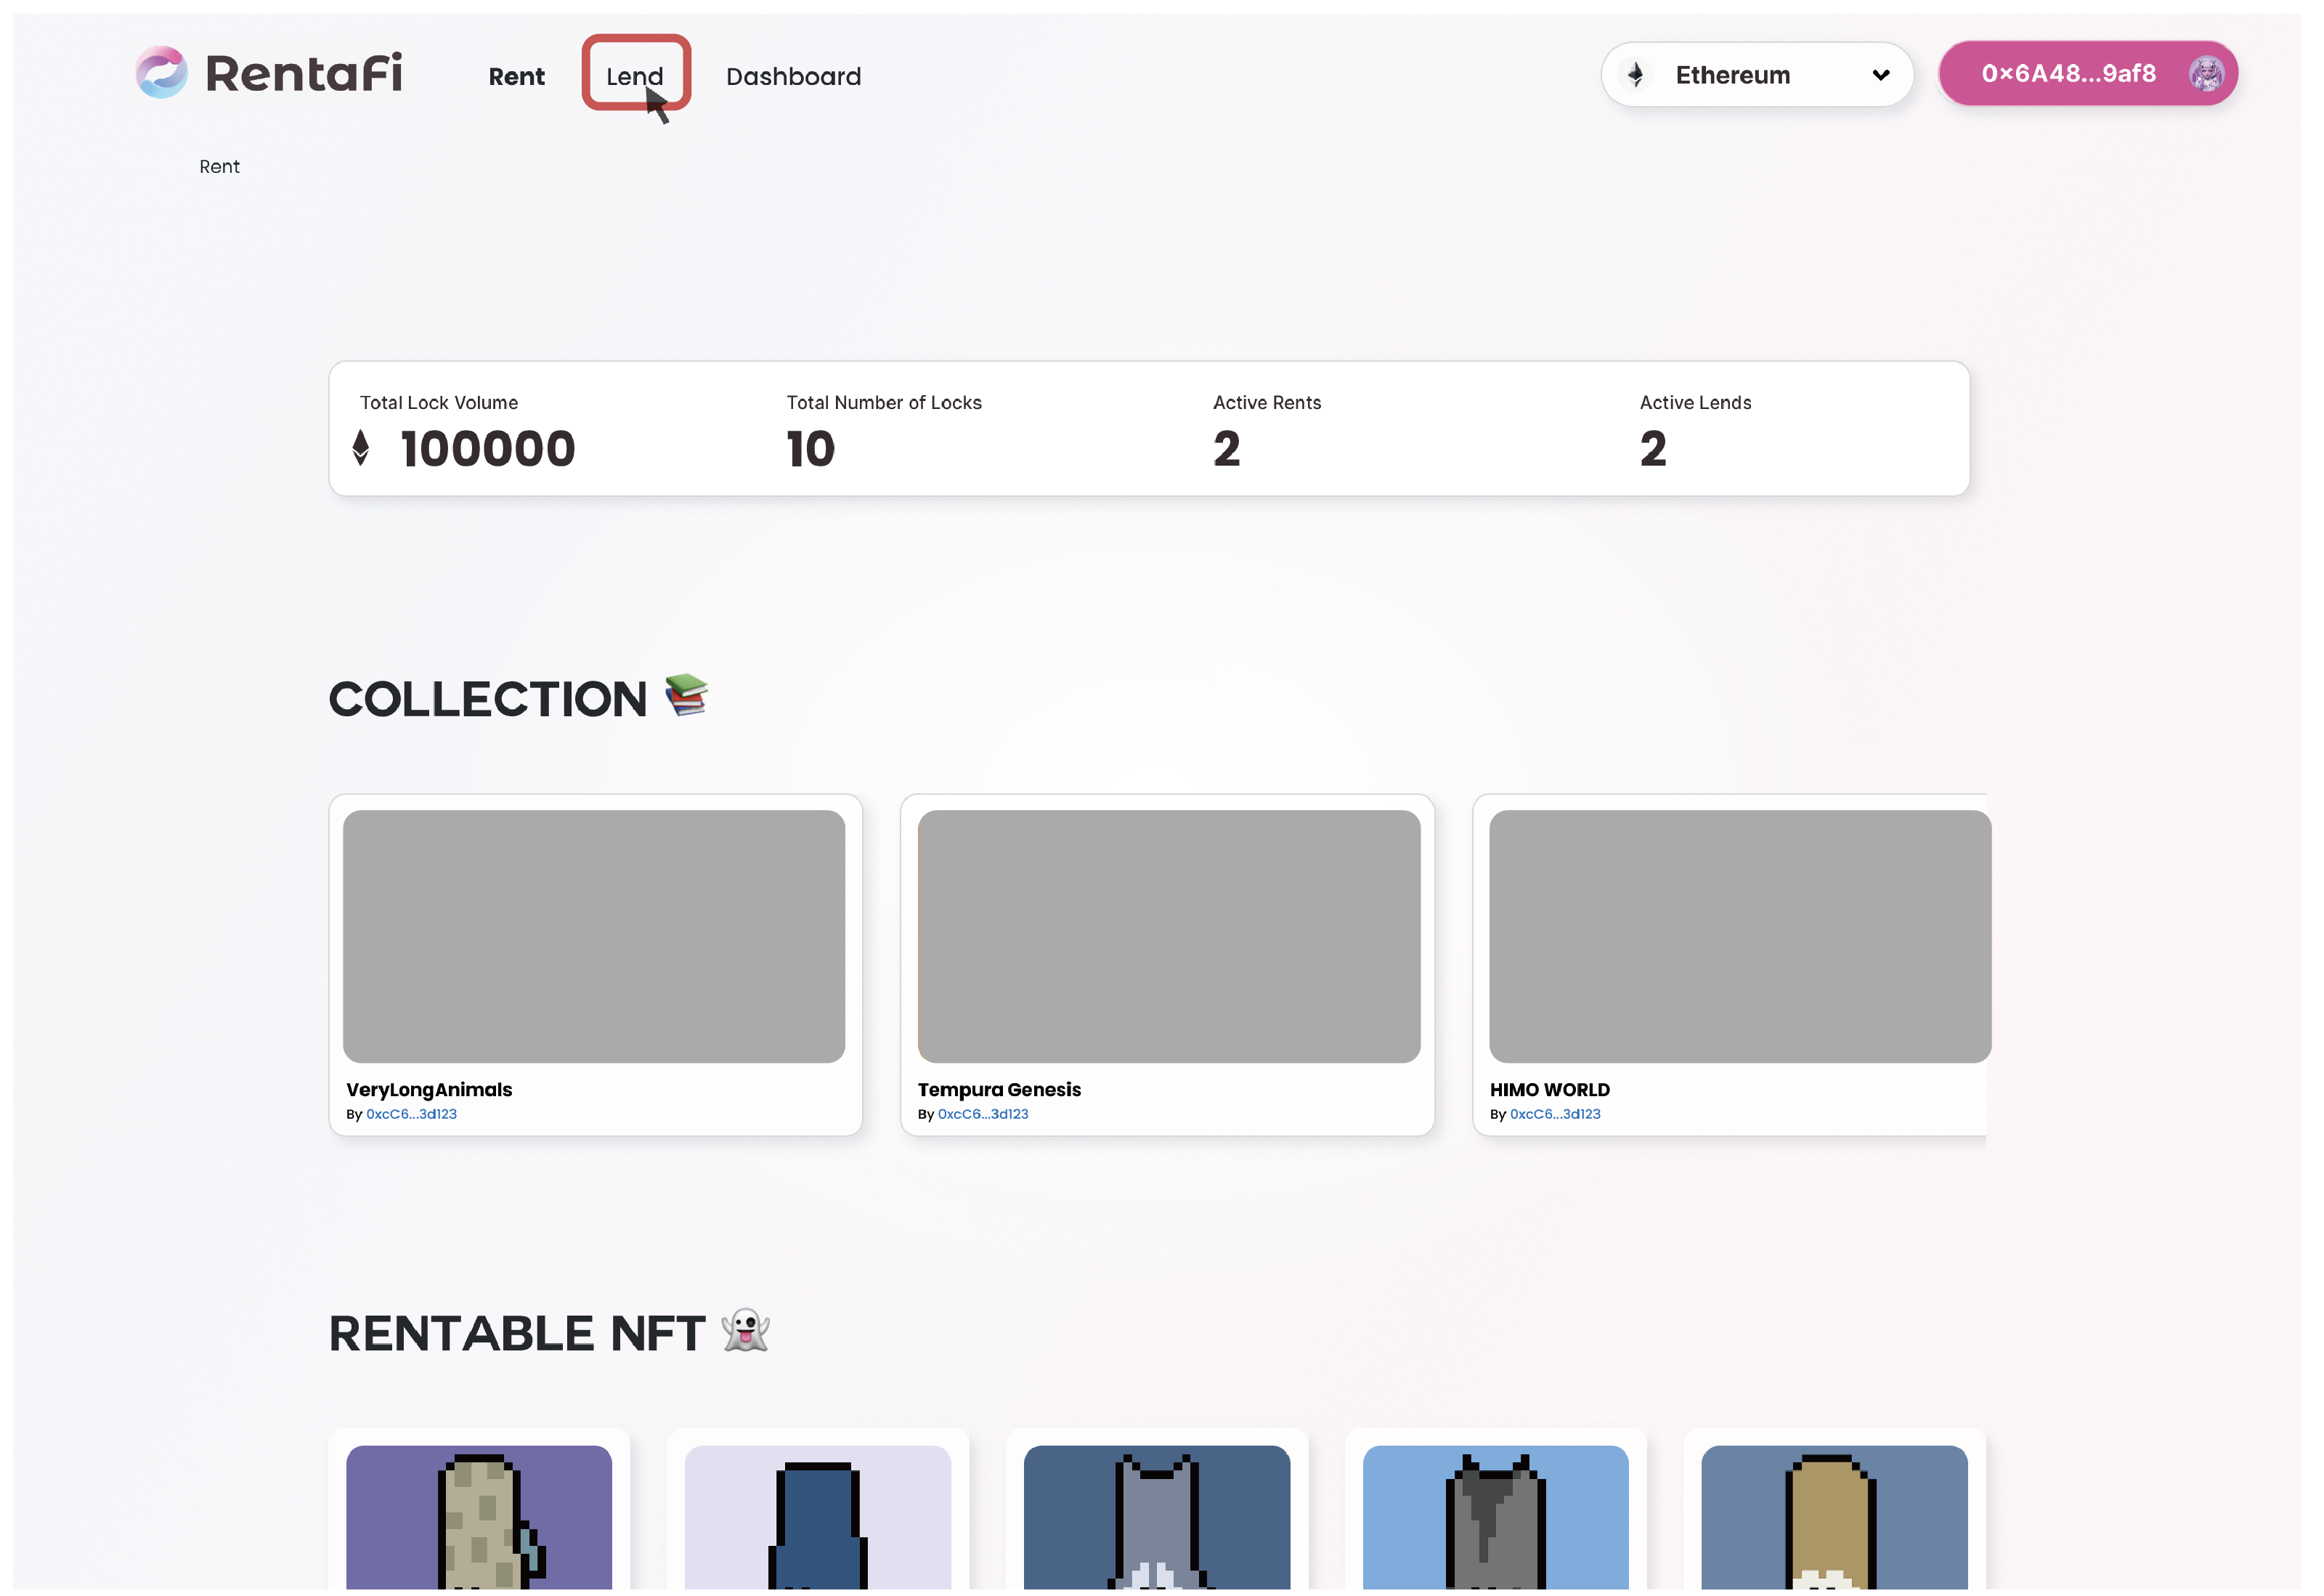 RentaFi
Rent
Lend
Dashboard
Ethereum
0×6A48...9af8
Rent
Total Lock Volume
100000
Total Number of Locks
10
Active Rents
2
Active Lends
2
COLLECTION 📚
VeryLongAnimals
By 0xcC6...3d123
Tempura Genesis
By 0xcC6...3d123
HIMO WORLD
By 0xcC6...3d123
RENTABLE NFT 👻